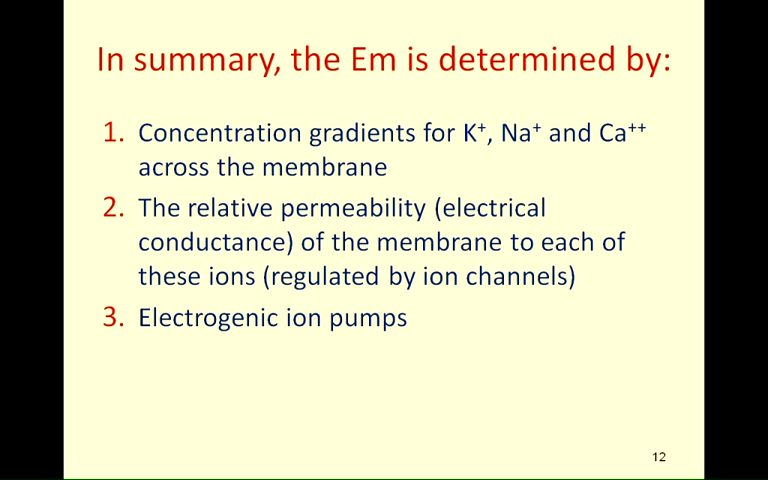 In summary, the Em is determined by:
1. Concentration gradients for K⁺, Na⁺ and Ca⁺⁺
across the membrane
2. The relative permeability (electrical
conductance) of the membrane to each of
these ions (regulated by ion channels)
3. Electrogenic ion pumps
12